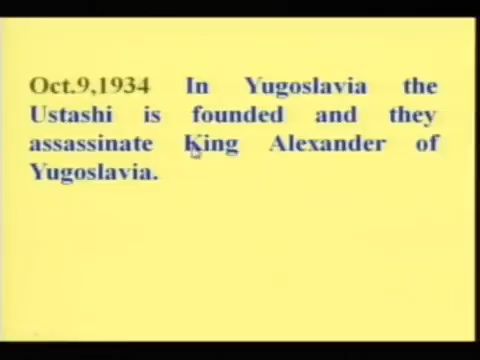 Oct.9,1934 In Yugoslavia the
Ustashi is founded and they
assassinate King Alexander of
Yugoslavia.